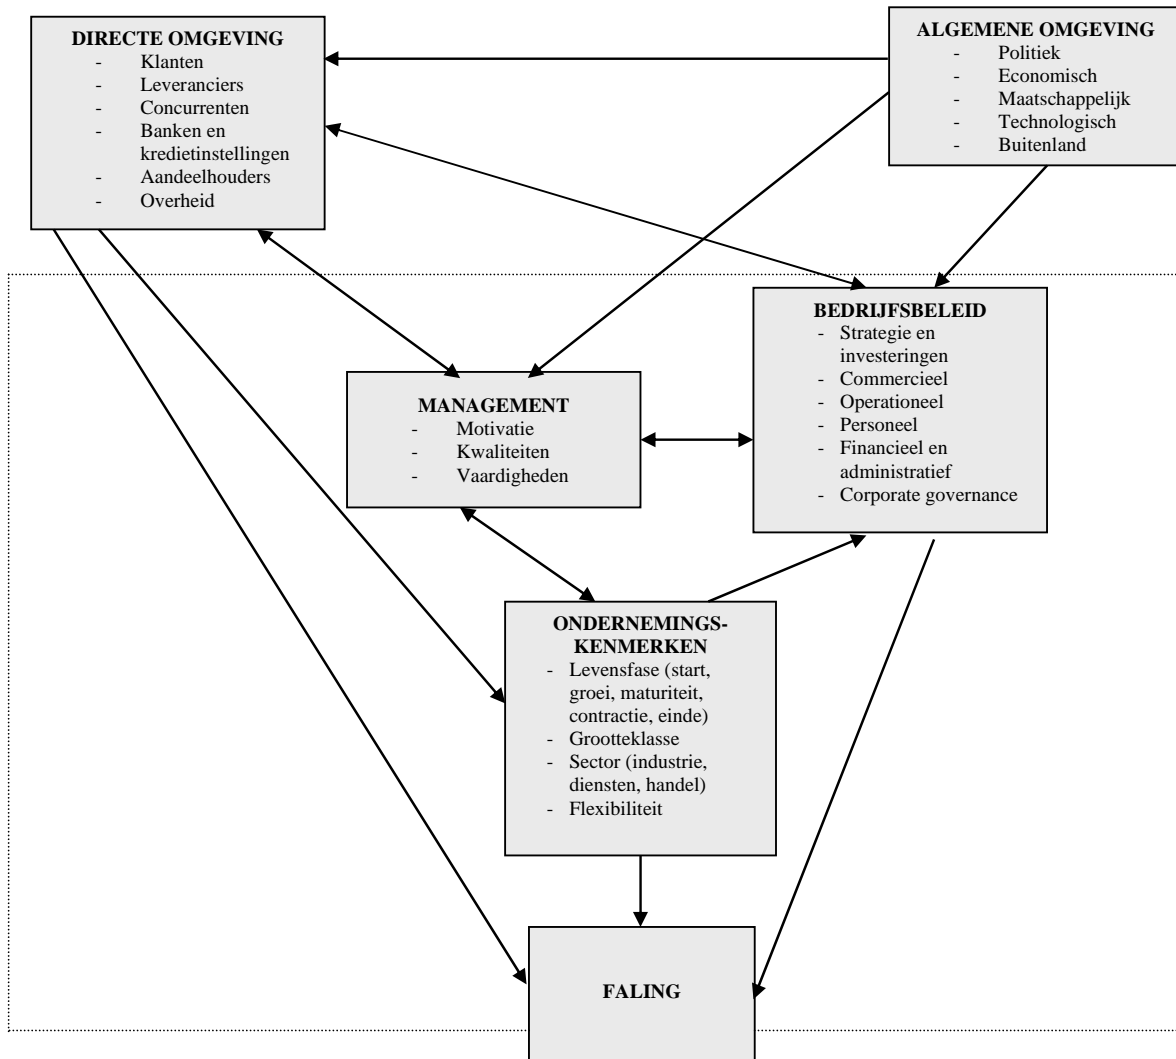 DIRECTE OMGEVING
- Klanten
- Leveranciers
- Concurrenten
- Banken en
kredietinstellingen
- Aandeelhouders
- Overheid
ALGEMENE OMGEVING
- Politiek
- Economisch
- Maatschappelijk
- Technologisch
- Buitenland
BEDRIJFSBELEID
- Strategie en
investeringen
- Commercieel
- Operationeel
- Personeel
- Financieel en
administratief
- Corporate governance
MANAGEMENT
- Motivatie
- Kwaliteiten
- Vaardigheden
ONDERNEMINGS-
KENMERKEN
- Levensfase (start,
groei, maturiteit,
contractie, einde)
- Grootteklasse
- Sector (industrie,
diensten, handel)
- Flexibiliteit
FALING